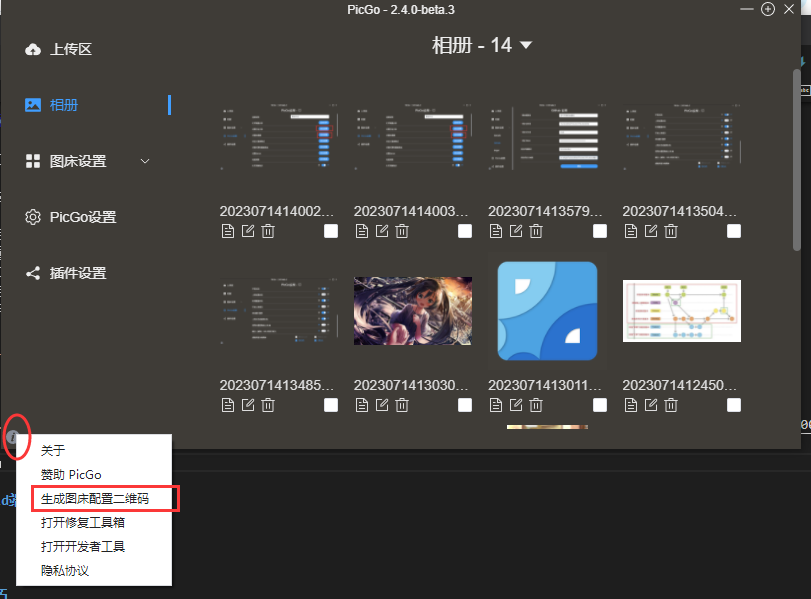 PicGo - 2.4.0-beta.3
上传区
相册 - 14
相册
图床设置
PicGo设置
插件设置
2023071414002...
2023071414003...
2023071413579...
2023071413504...
2023071413485...
2023071413030...
2023071413011...
2023071412450...
关于
赞助 PicGo
生成图床配置二维码
打开修复工具箱
打开开发者工具
隐私协议